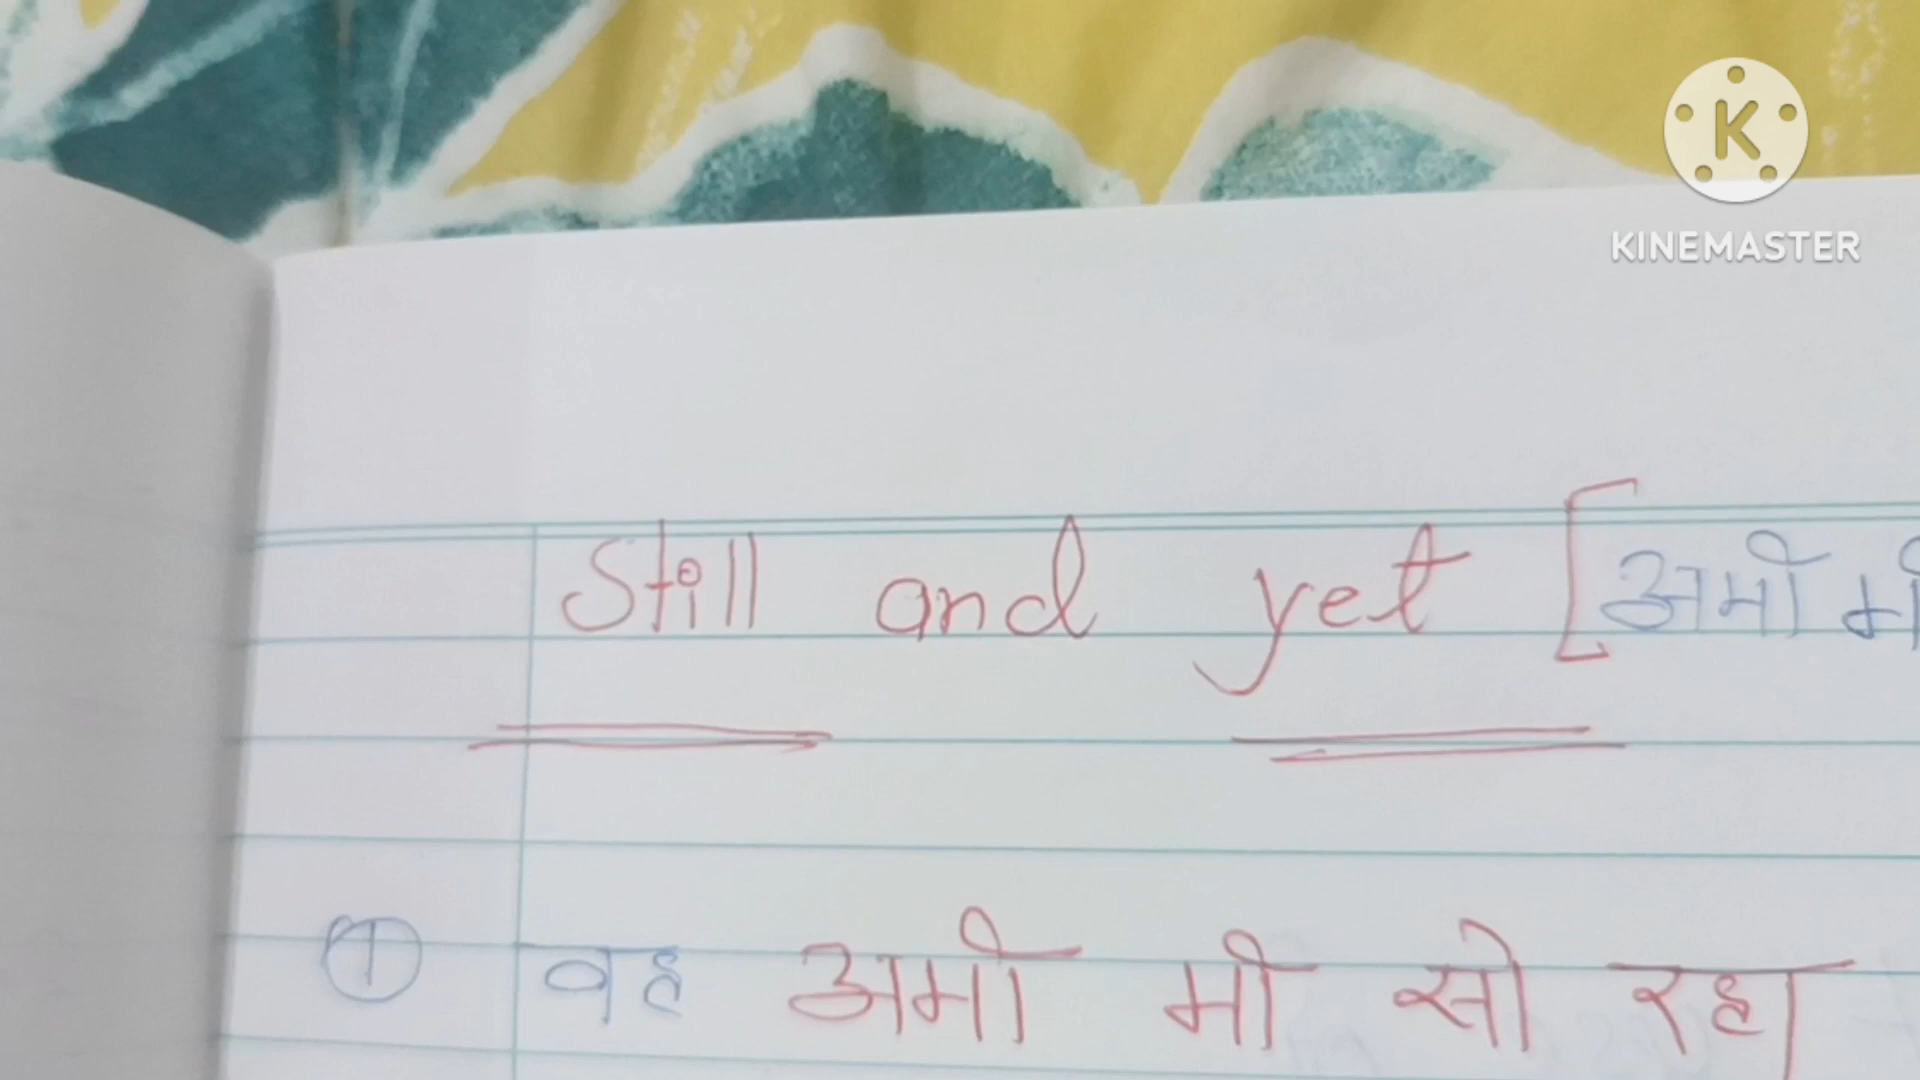 KINEMASTER
Still and yet [अभी भी
① वह अभी भी सो रहा